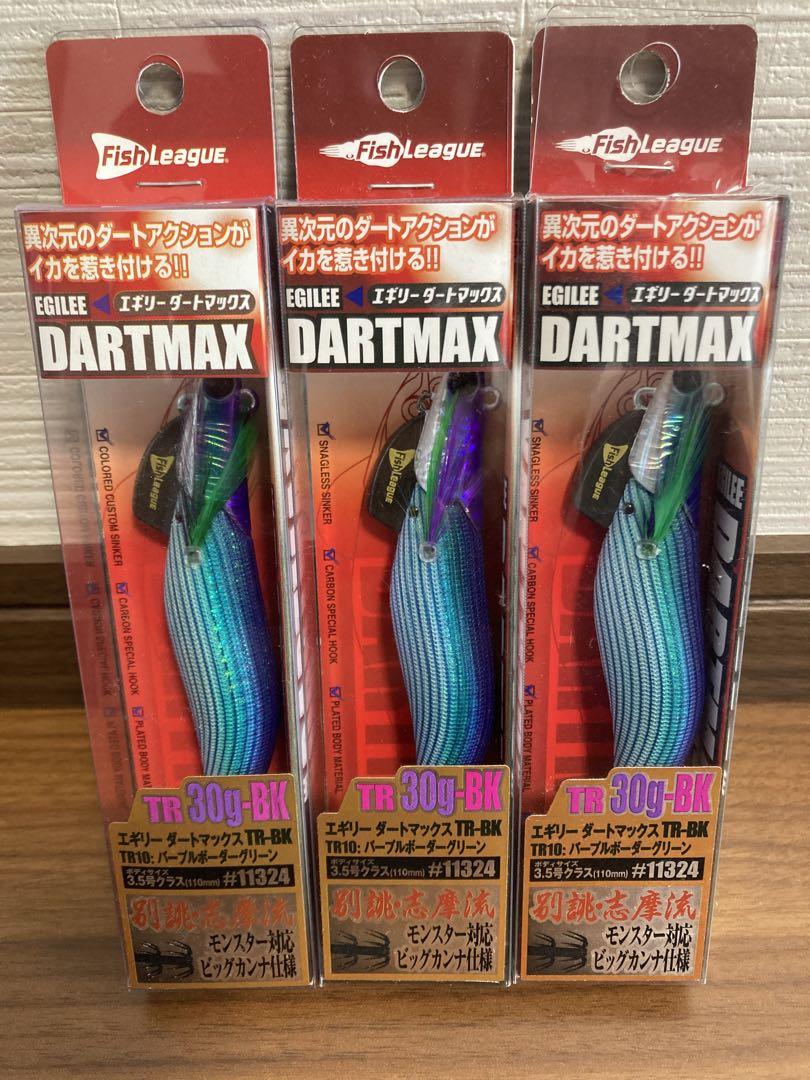 Fish LEAGUE®
異次元のダートアクションが
イカを惹き付ける!!
EGILEE エギリー ダートマックス
DARTMAX
Fish LEAGUE
COLORED CUSTOM SINKER
CARBON SPECIAL HOOK
PLATED BODY MATERIAL
TR 30g-BK
エギリー ダートマックス TR-BK
TR10: パープルボーダーグリーン
ボディサイズ
3.5号クラス(110mm) #11324
別誂・志摩流
モンスター対応
ビッグカンナ仕様
Fish LEAGUE®
異次元のダートアクションが
イカを惹き付ける!!
EGILEE エギリー ダートマックス
DARTMAX
Fish LEAGUE
SNAGLESS SINKER
CARBON SPECIAL HOOK
PLATED BODY MATERIAL
TR 30g-BK
エギリー ダートマックス TR-BK
TR10: パープルボーダーグリーン
ボディサイズ
3.5号クラス(110mm) #11324
別誂・志摩流
モンスター対応
ビッグカンナ仕様
Fish LEAGUE®
異次元のダートアクションが
イカを惹き付ける!!
EGILEE エギリー ダートマックス
DARTMAX
Fish LEAGUE
SNAGLESS SINKER
CARBON SPECIAL HOOK
PLATED BODY MATERIAL
TR 30g-BK
エギリー ダートマックス TR-BK
TR10: パープルボーダーグリーン
ボディサイズ
3.5号クラス(110mm) #11324
別誂・志摩流
モンスター対応
ビッグカンナ仕様